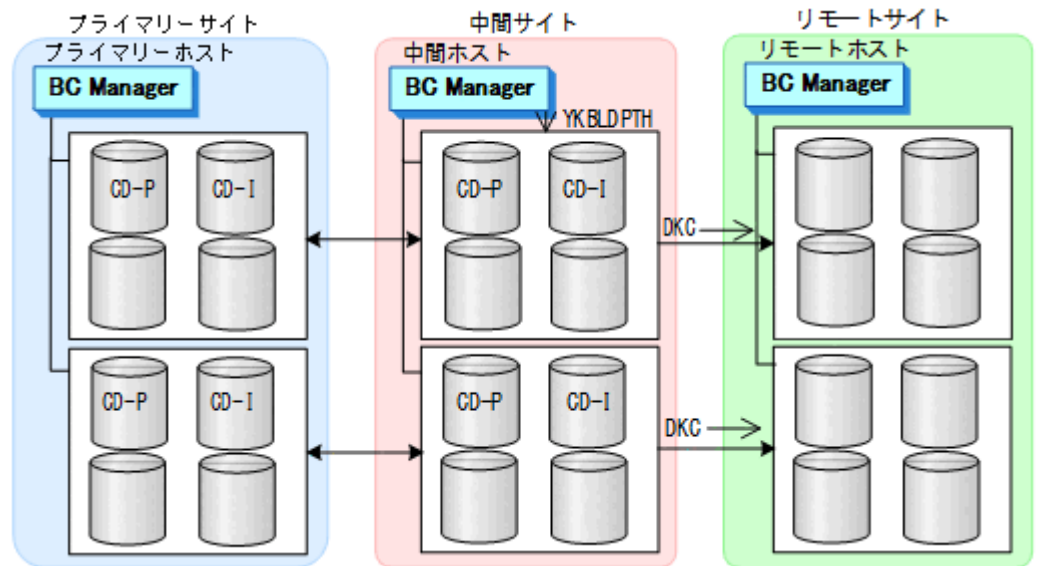 プライマリーサイト
プライマリーホスト
BC Manager
CD-P
CD-I
CD-P
CD-I
中間サイト
中間ホスト
BC Manager
YKBLDPTH
CD-P
CD-I
DKC
CD-P
CD-I
DKC
リモートサイト
リモートホスト
BC Manager